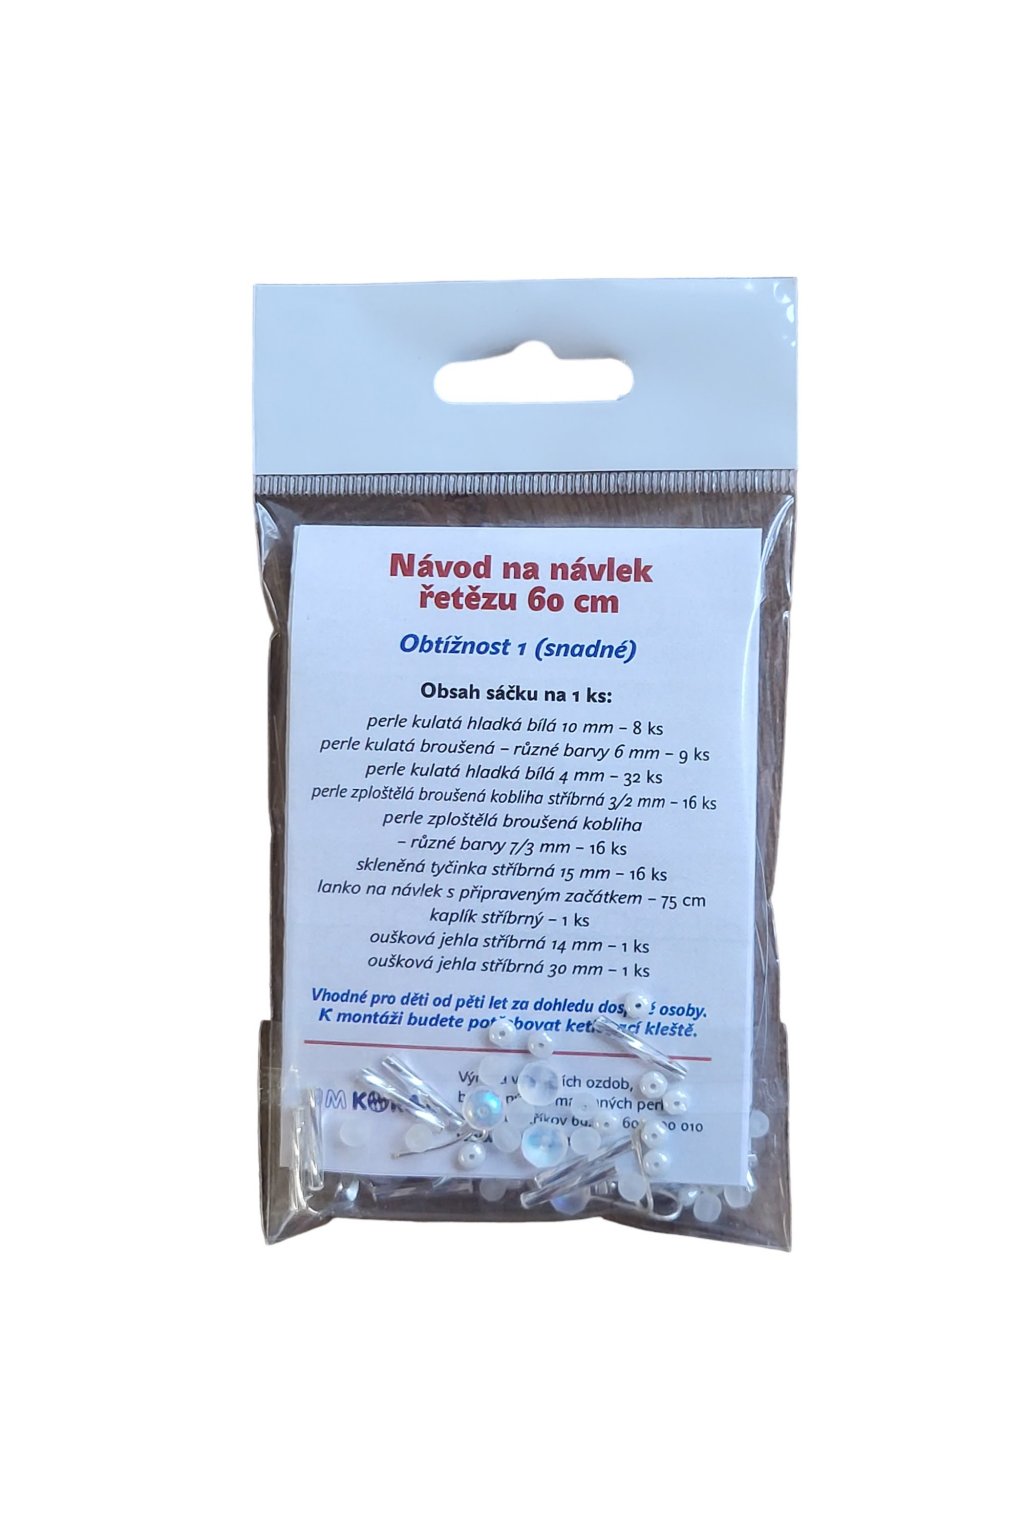 Návod na návlek
řetězu 60 cm
Obtížnost 1 (snadné)
Obsah sáčku na 1 ks:
perle kulatá hladká bílá 10 mm – 8 ks
perle kulatá broušená – různé barvy 6 mm – 9 ks
perle kulatá hladká bílá 4 mm – 32 ks
perle zploštělá broušená kobliha stříbrná 3/2 mm – 16 ks
perle zploštělá broušená kobliha
– různé barvy 7/3 mm – 16 ks
skleněná tyčinka stříbrná 15 mm – 16 ks
lanko na návlek s připraveným začátkem – 75 cm
kaplík stříbrný – 1 ks
oušková jehla stříbrná 14 mm – 1 ks
oušková jehla stříbrná 30 mm – 1 ks
Vhodné pro děti od pěti let za dohledu dospělé osoby.
K montáži budete potřebovat ketlovací kleště.
ozdob,
010